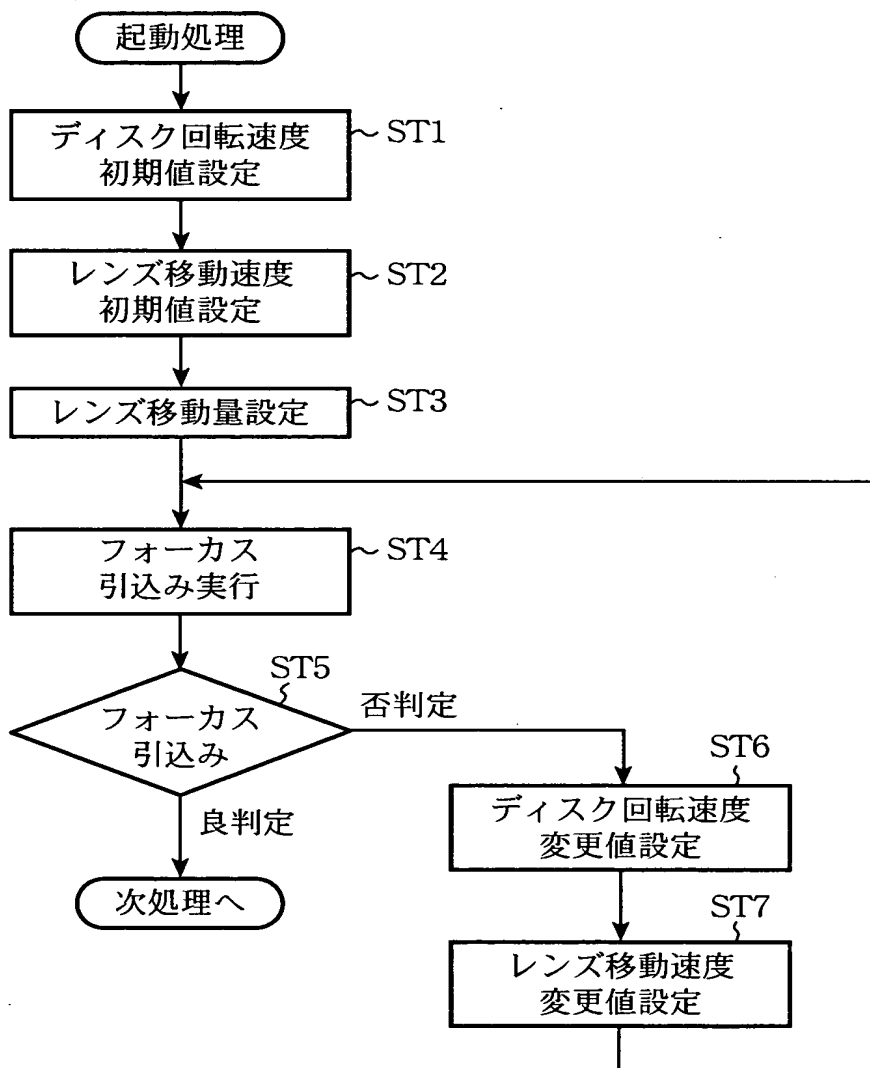 起動処理
ディスク回転速度
初期値設定
ST1
レンズ移動速度
初期値設定
ST2
レンズ移動量設定
ST3
フォーカス
引込み実行
ST4
ST5
フォーカス
引込み
否判定
良判定
次処理へ
ST6
ディスク回転速度
変更値設定
ST7
レンズ移動速度
変更値設定